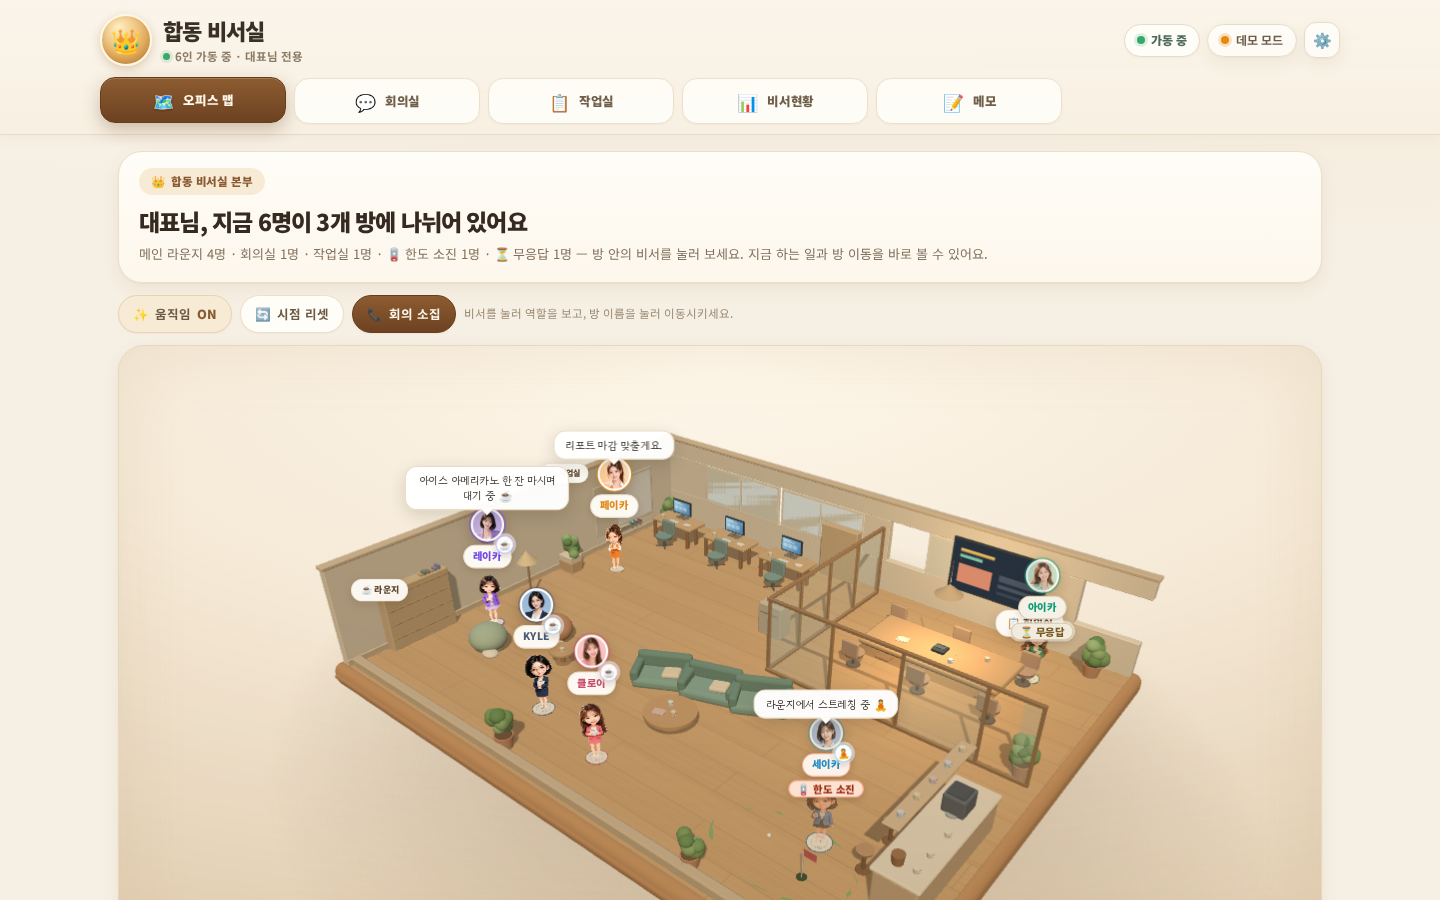 합동 비서실
6인 가동 중 · 대표님 전용
가동 중
데모 모드
오피스 맵
회의실
작업실
비서현황
메모
합동 비서실 본부
대표님, 지금 6명이 3개 방에 나뉘어 있어요
메인 라운지 4명 · 회의실 1명 · 작업실 1명 · 🪫 한도 소진 1명 · ⏳ 무응답 1명 — 방 안의 비서를 눌러 보세요. 지금 하는 일과 방 이동을 바로 볼 수 있어요.
✨ 움직임 ON
🔄 시점 리셋
📞 회의 소집
비서를 눌러 역할을 보고, 방 이름을 눌러 이동시키세요.
리포트 마감 맞출게요.
아이스 아메리카노 한 잔 마시며
대기 중 ☕
페이카
레이카
☕ 라운지
KYLE
클로이
아이카
⏳ 무응답
라운지에서 스트레칭 중 🧘
세이카
🪫 한도 소진